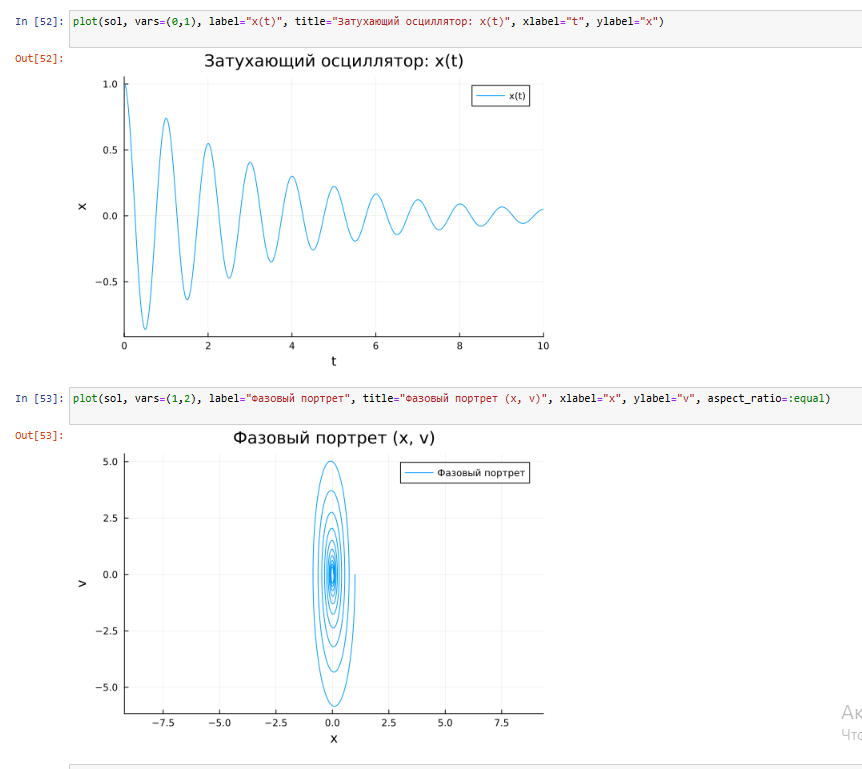 In [52]: plot(sol, vars=(0,1), label="x(t)", title="Затухающий осциллятор: x(t)", xlabel="t", ylabel="x")
Out[52]:
Затухающий осциллятор: x(t)
x(t)
1.0
0.5
0.0
−0.5
x
0 2 4 6 8 10
t
In [53]: plot(sol, vars=(1,2), label="Фазовый портрет", title="Фазовый портрет (x, v)", xlabel="x", ylabel="v", aspect_ratio=:equal)
Out[53]:
Фазовый портрет (x, v)
Фазовый портрет
5.0
2.5
0.0
−2.5
−5.0
v
−7.5 −5.0 −2.5 0.0 2.5 5.0 7.5
x